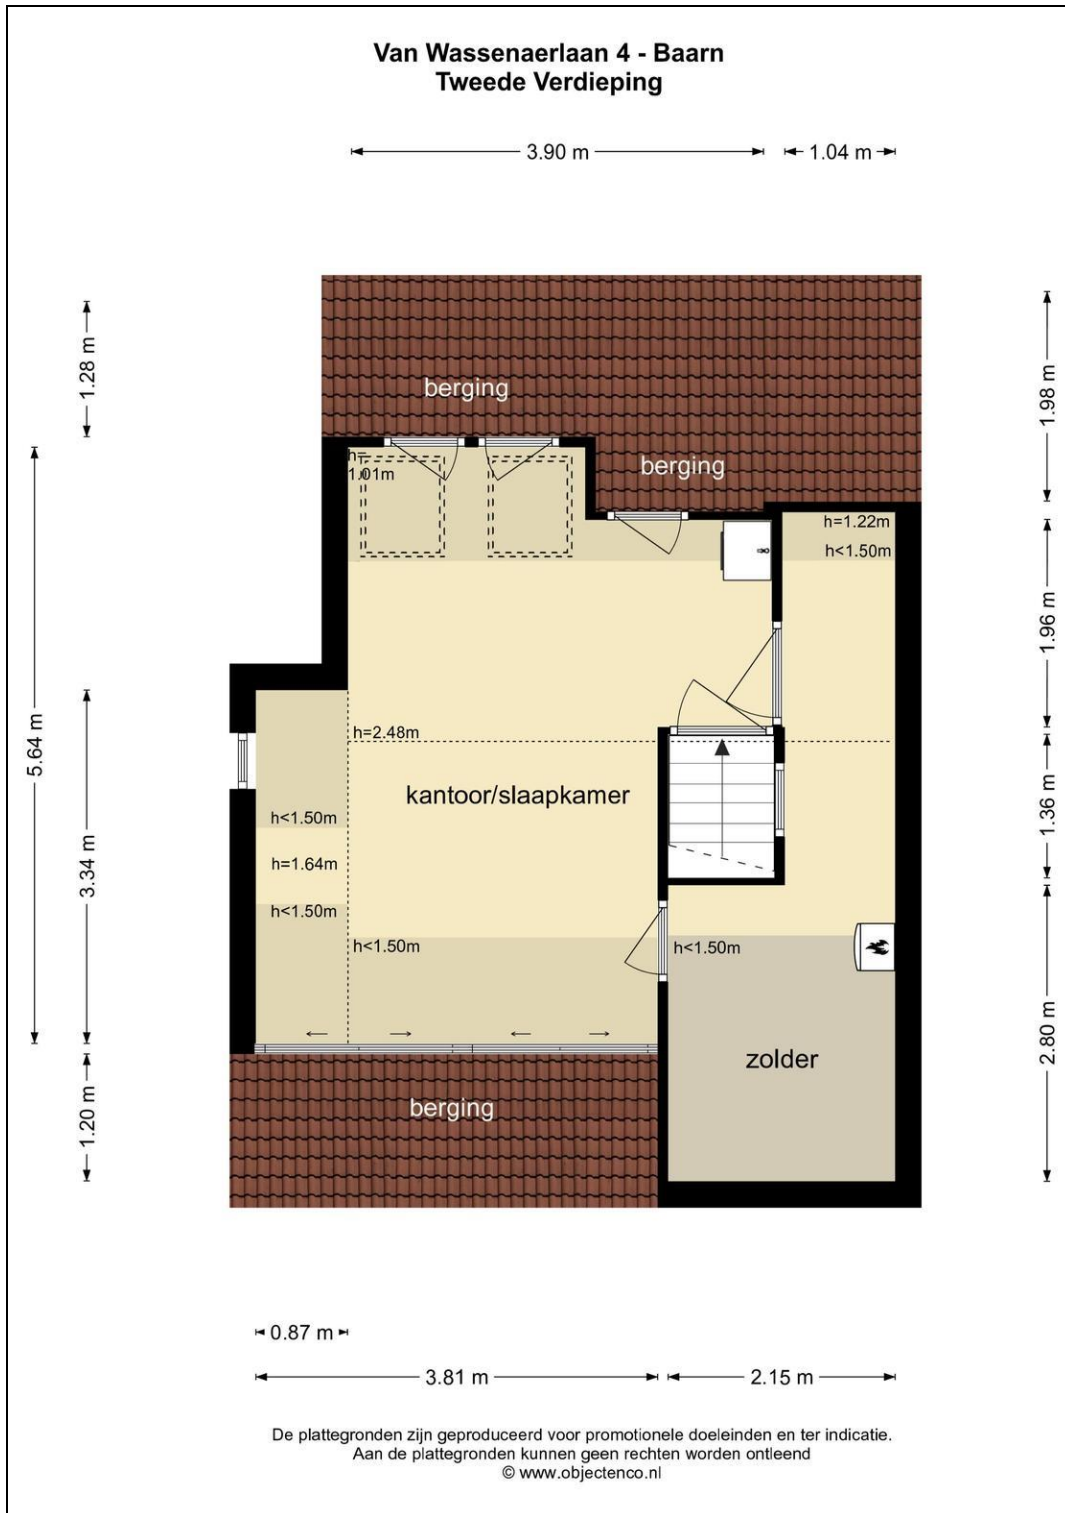 Van Wassenaerlaan 4 - Baarn
Tweede Verdieping
3.90 m
1.04 m
1.28 m
1.98 m
berging
berging
h=
1.01m
h=1.22m
h<1.50m
5.64 m
1.96 m
h=2.48m
kantoor/slaapkamer
1.36 m
h<1.50m
h=1.64m
3.34 m
h<1.50m
h<1.50m
h<1.50m
zolder
2.80 m
berging
1.20 m
0.87 m
3.81 m
2.15 m
De plattegronden zijn geproduceerd voor promotionele doeleinden en ter indicatie.
Aan de plattegronden kunnen geen rechten worden ontleend
© www.objectenco.nl